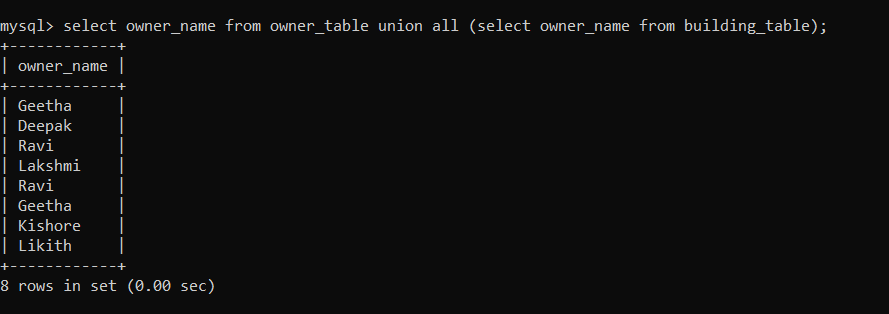 mysql> select owner_name from owner_table union all (select owner_name from building_table);
+------------+
| owner_name |
+------------+
| Geetha     |
| Deepak     |
| Ravi       |
| Lakshmi    |
| Ravi       |
| Geetha     |
| Kishore    |
| Likith     |
+------------+
8 rows in set (0.00 sec)